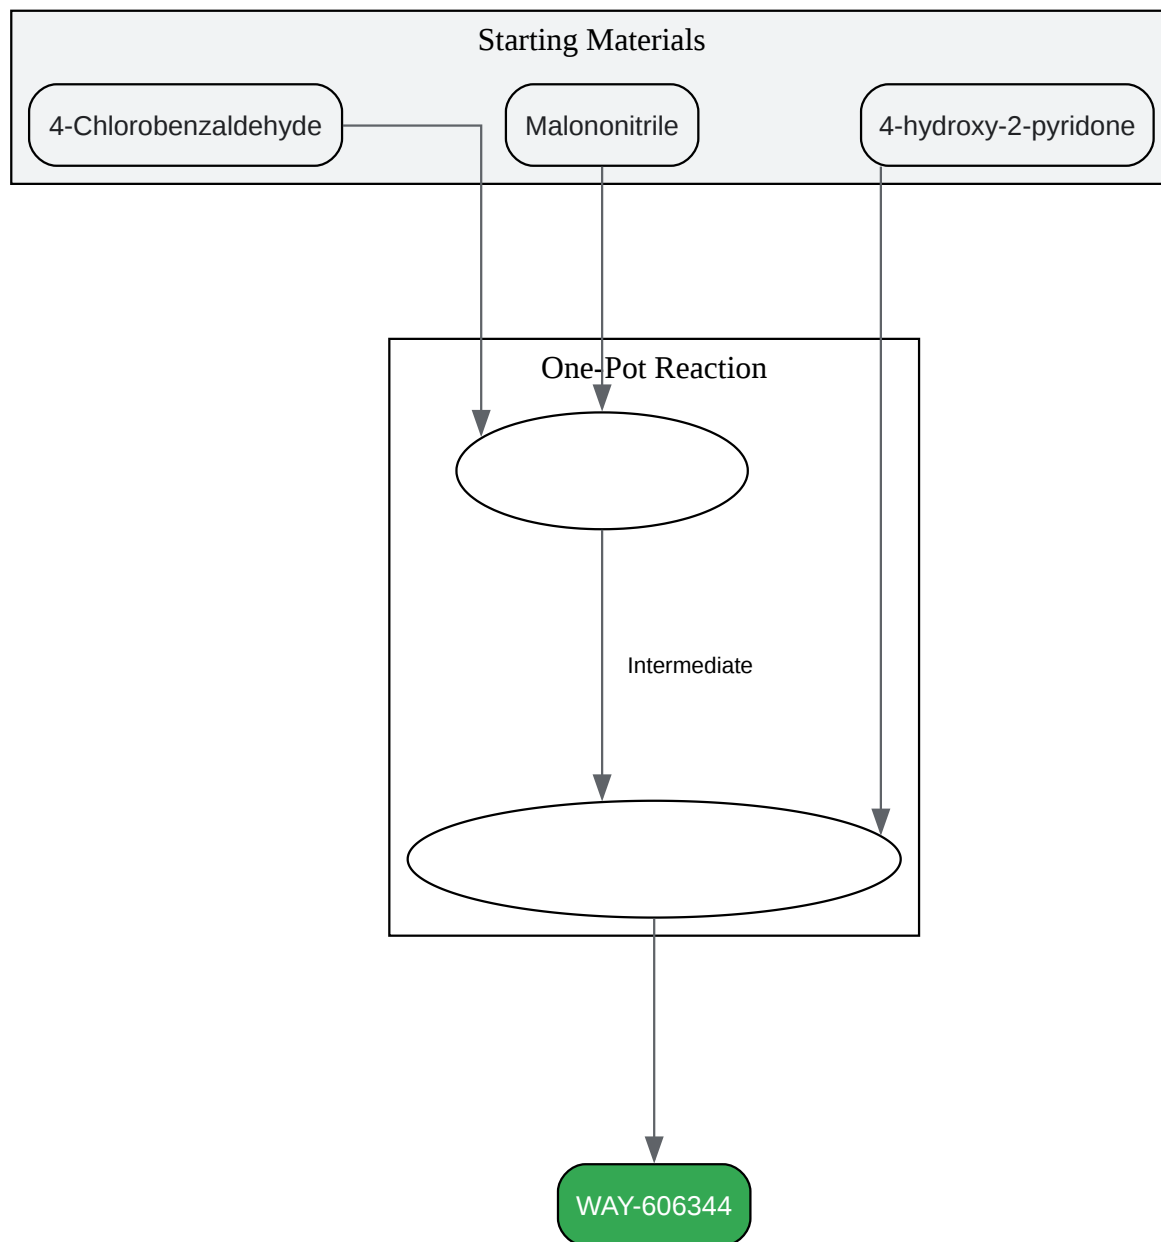 Starting Materials
4-Chlorobenzaldehyde
Malononitrile
4-hydroxy-2-pyridone
One-Pot Reaction
Intermediate
WAY-606344